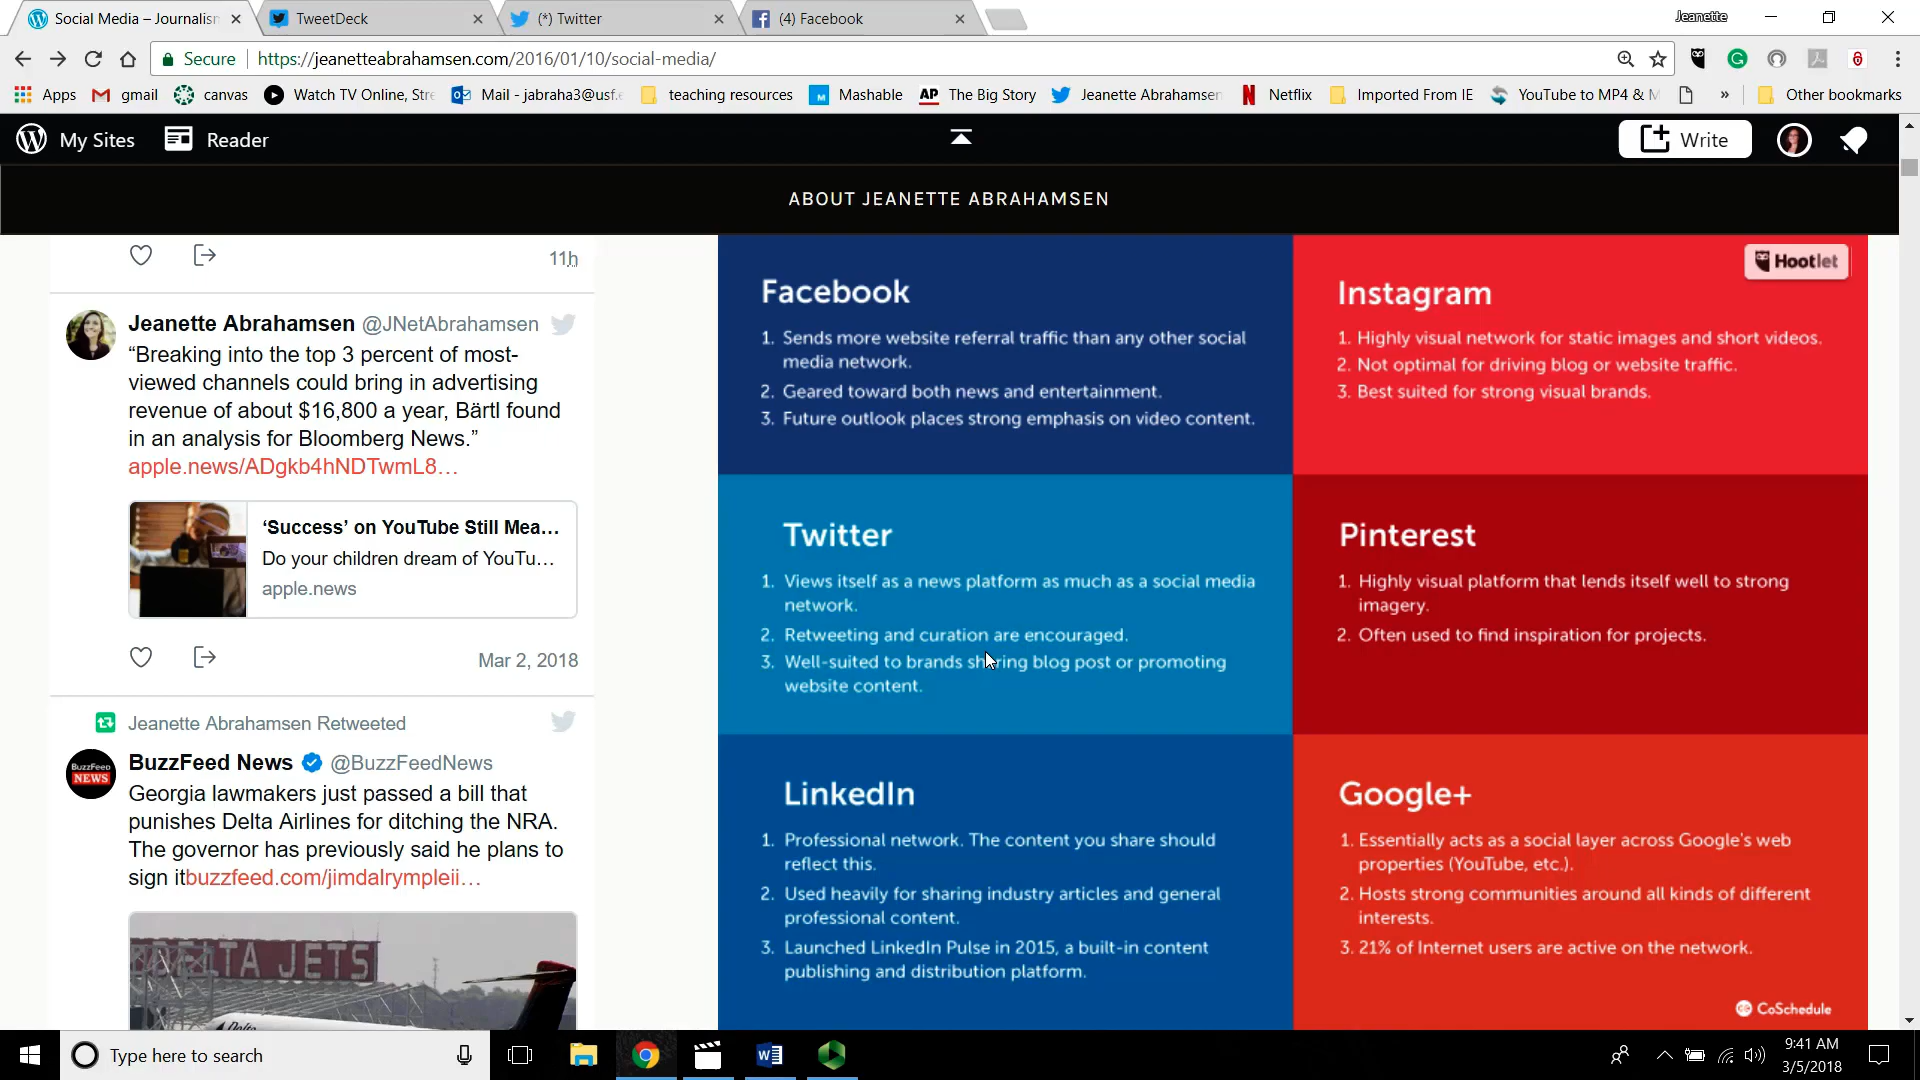 Social Media – Journalism
TweetDeck
(*) Twitter
(4) Facebook
Jeanette
Secure
https://jeanetteabrahamsen.com/2016/01/10/social-media/
Apps
gmail
canvas
Watch TV Online, Stre
Mail - jabraha3@usf.e
teaching resources
Mashable
AP
The Big Story
Jeanette Abrahamsen
Netflix
Imported From IE
YouTube to MP4 & M
»
Other bookmarks
My Sites
Reader
Write
ABOUT JEANETTE ABRAHAMSEN
11h
Jeanette Abrahamsen @JNetAbrahamsen
“Breaking into the top 3 percent of most-
viewed channels could bring in advertising
revenue of about $16,800 a year, Bärtl found
in an analysis for Bloomberg News.”
apple.news/ADgkb4hNDTwmL8…
‘Success’ on YouTube Still Mea…
Do your children dream of YouTu…
apple.news
Mar 2, 2018
Jeanette Abrahamsen Retweeted
BuzzFeed
NEWS
BuzzFeed News @BuzzFeedNews
Georgia lawmakers just passed a bill that
punishes Delta Airlines for ditching the NRA.
The governor has previously said he plans to
sign itbuzzfeed.com/jimdalrympleii…
DELTA JETS
Delta
Facebook
1. Sends more website referral traffic than any other social
media network.
2. Geared toward both news and entertainment.
3. Future outlook places strong emphasis on video content.
Hootlet
Instagram
1. Highly visual network for static images and short videos.
2. Not optimal for driving blog or website traffic.
3. Best suited for strong visual brands.
Twitter
1. Views itself as a news platform as much as a social media
network.
2. Retweeting and curation are encouraged.
3. Well-suited to brands sharing blog post or promoting
website content.
Pinterest
1. Highly visual platform that lends itself well to strong
imagery.
2. Often used to find inspiration for projects.
LinkedIn
1. Professional network. The content you share should
reflect this.
2. Used heavily for sharing industry articles and general
professional content.
3. Launched LinkedIn Pulse in 2015, a built-in content
publishing and distribution platform.
Google+
1. Essentially acts as a social layer across Google's web
properties (YouTube, etc.).
2. Hosts strong communities around all kinds of different
interests.
3. 21% of Internet users are active on the network.
CoSchedule
Type here to search
9:41 AM
3/5/2018